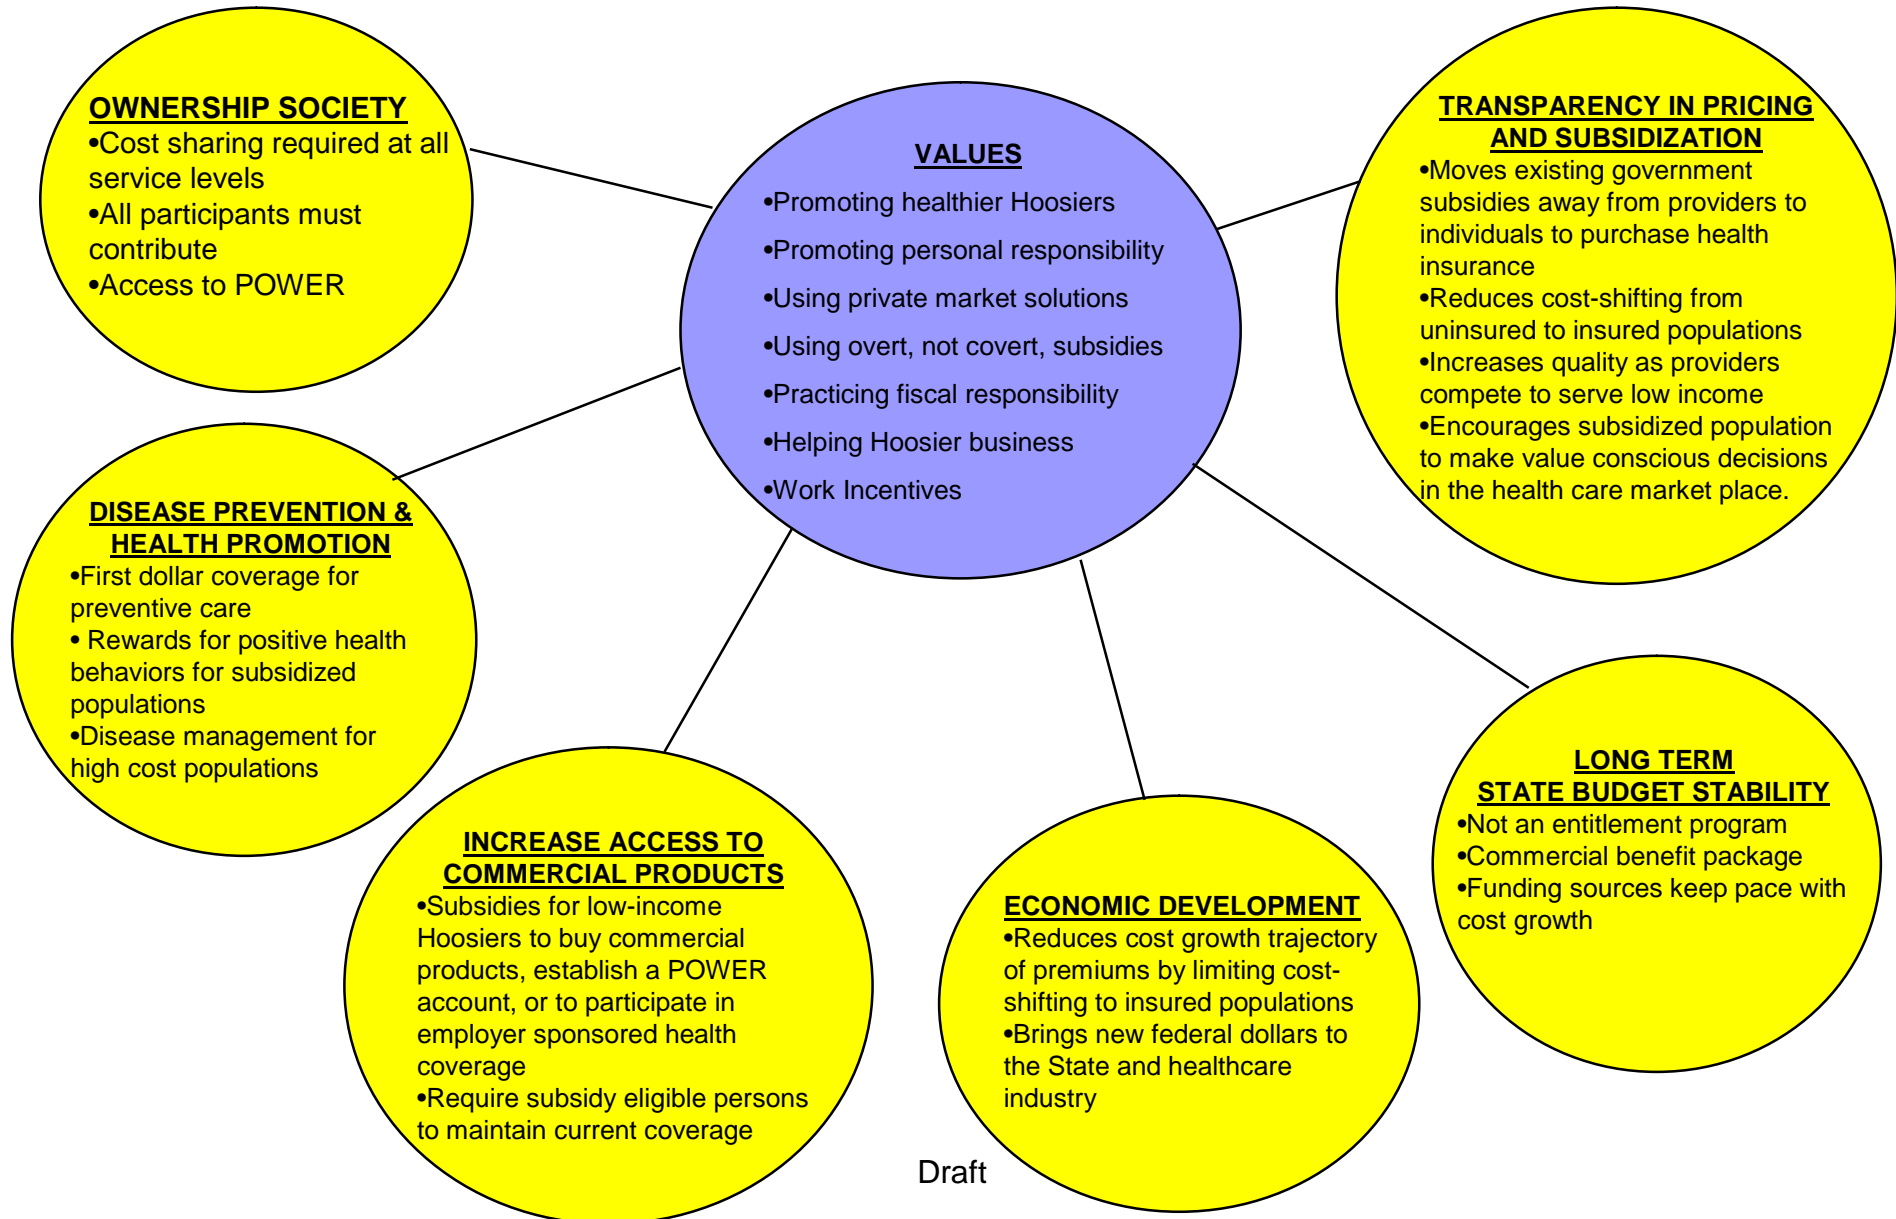 OWNERSHIP SOCIETY
•Cost sharing required at all
service levels
•All participants must
contribute
•Access to POWER
VALUES
•Promoting healthier Hoosiers
•Promoting personal responsibility
•Using private market solutions
•Using overt, not covert, subsidies
•Practicing fiscal responsibility
•Helping Hoosier business
•Work Incentives
TRANSPARENCY IN PRICING
AND SUBSIDIZATION
•Moves existing government
subsidies away from providers to
individuals to purchase health
insurance
•Reduces cost-shifting from
uninsured to insured populations
•Increases quality as providers
compete to serve low income
•Encourages subsidized population
to make value conscious decisions
in the health care market place.
DISEASE PREVENTION &
HEALTH PROMOTION
•First dollar coverage for
preventive care
• Rewards for positive health
behaviors for subsidized
populations
•Disease management for
high cost populations
INCREASE ACCESS TO
COMMERCIAL PRODUCTS
•Subsidies for low-income
Hoosiers to buy commercial
products, establish a POWER
account, or to participate in
employer sponsored health
coverage
•Require subsidy eligible persons
to maintain current coverage
ECONOMIC DEVELOPMENT
•Reduces cost growth trajectory
of premiums by limiting cost-
shifting to insured populations
•Brings new federal dollars to
the State and healthcare
industry
LONG TERM
STATE BUDGET STABILITY
•Not an entitlement program
•Commercial benefit package
•Funding sources keep pace with
cost growth
Draft